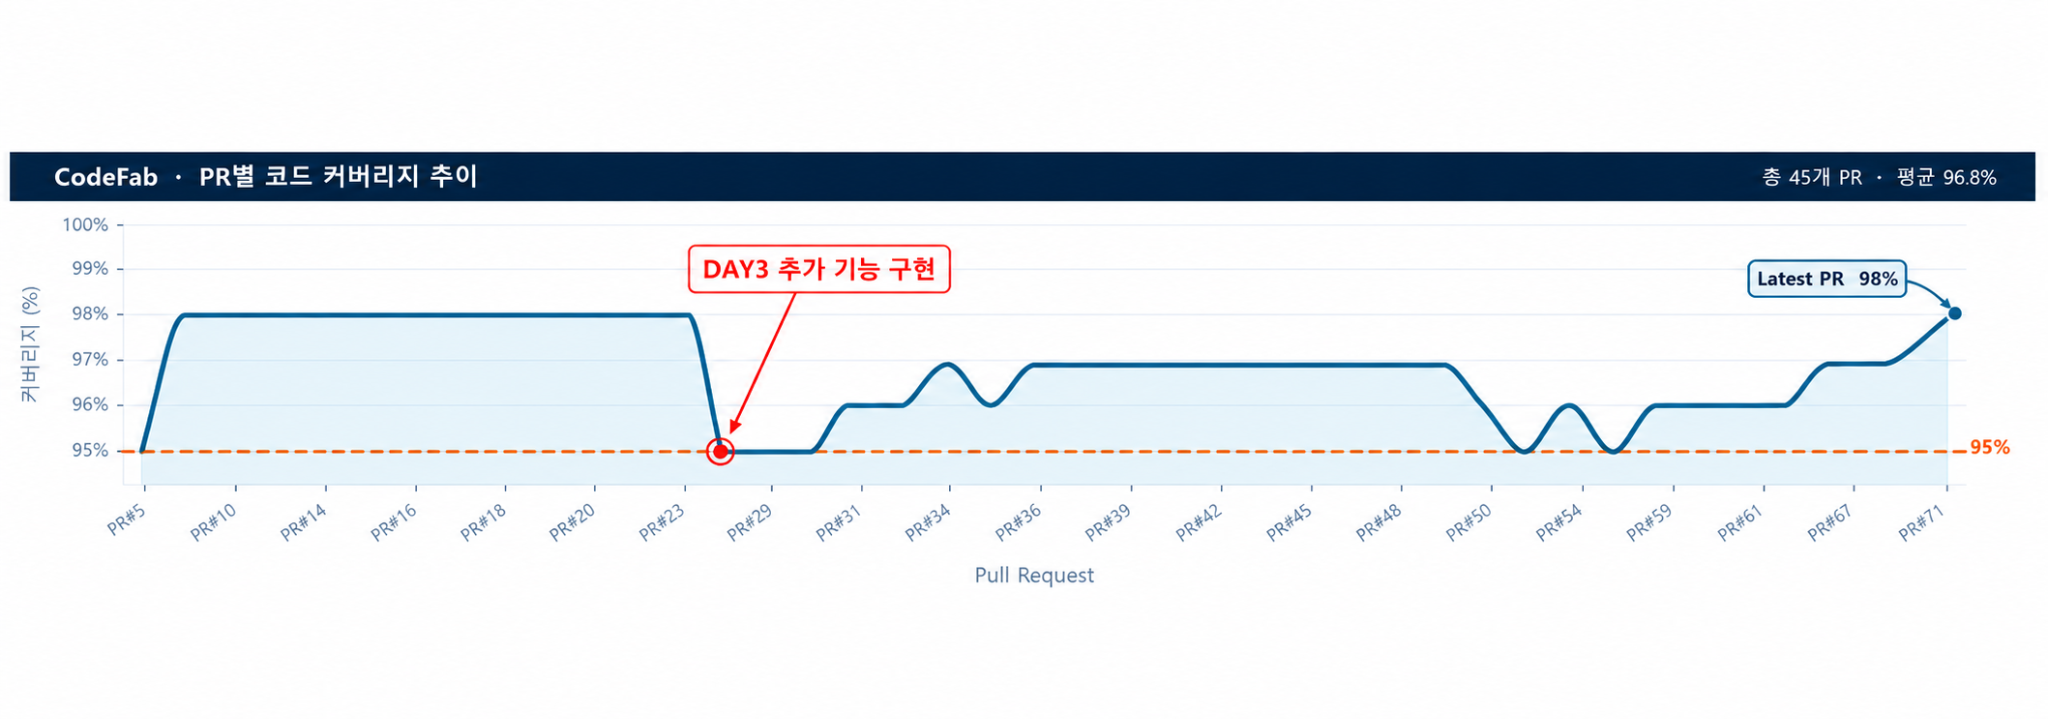 CodeFab · PR별 코드 커버리지 추이
총 45개 PR · 평균 96.8%
100%
99%
98%
97%
96%
95%
커버리지 (%)
DAY3 추가 기능 구현
Latest PR 98%
95%
PR#5
PR#10
PR#14
PR#16
PR#18
PR#20
PR#23
PR#29
PR#31
PR#34
PR#36
PR#39
PR#42
PR#45
PR#48
PR#50
PR#54
PR#59
PR#61
PR#67
PR#71
Pull Request